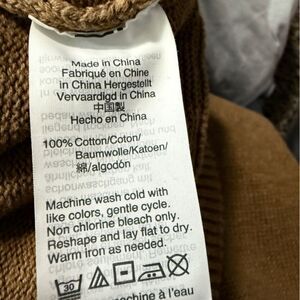 Made in China
Fabriqué en Chine
in China Hergestellt
Vervaardigd in China
中国製
Hecho en China
100% Cotton/Coton/
Baumwolle/Katoen/
綿/algodón
Machine wash cold with
like colors, gentle cycle.
Non chlorine bleach only.
Reshape and lay flat to dry.
Warm iron as needed.
30
machine à l'eau